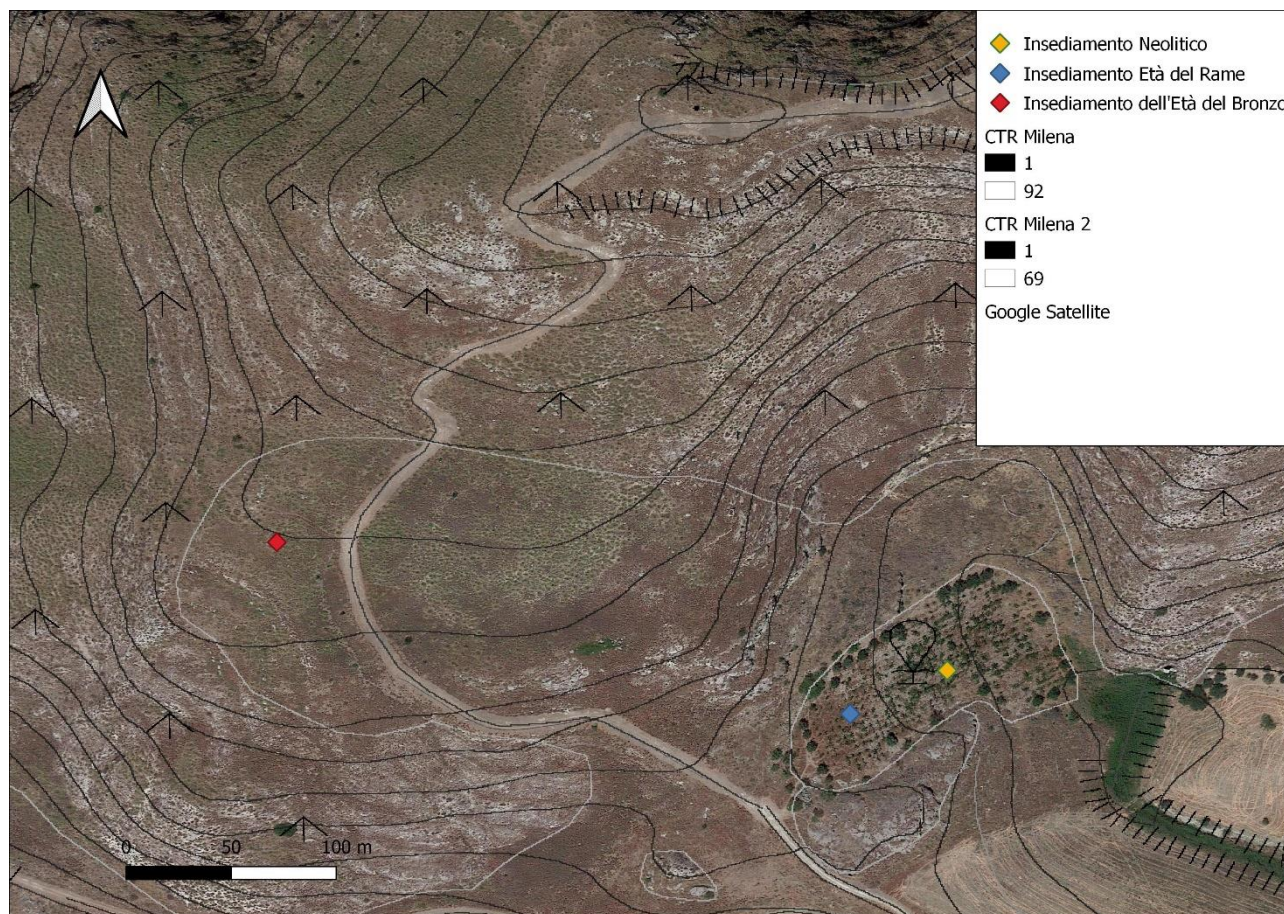 Insediamento Neolitico
Insediamento Età del Rame
Insediamento dell'Età del Bronzo
CTR Milena
1
92
CTR Milena 2
1
69
Google Satellite
0 50 100 m